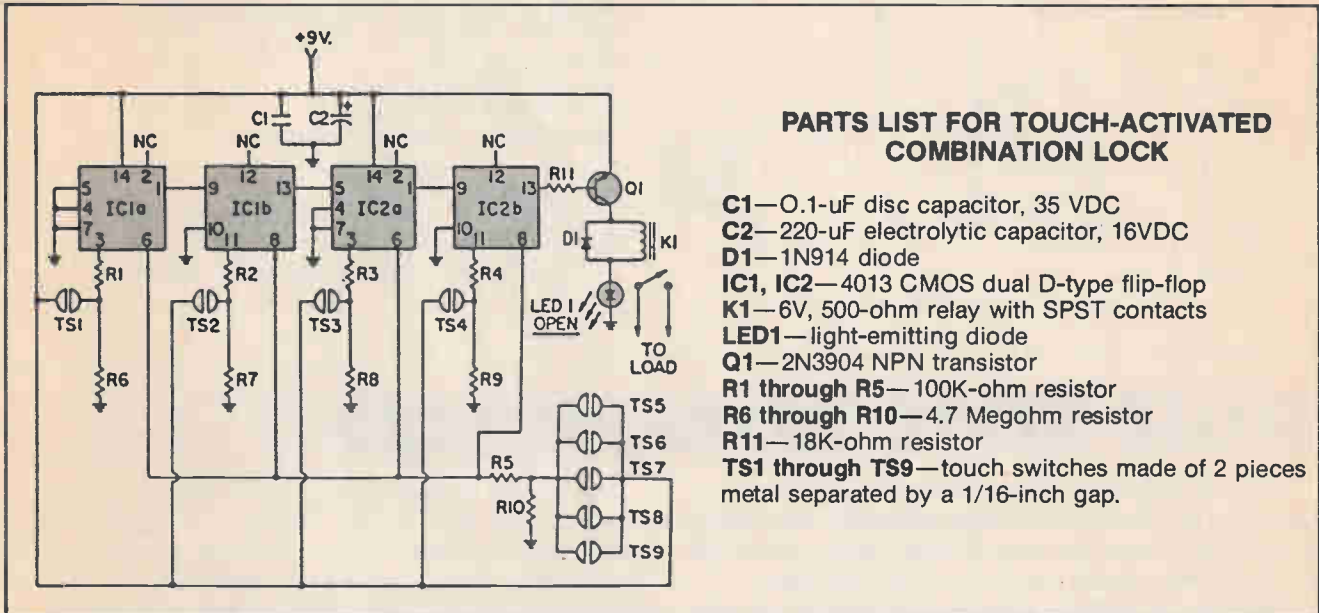 +9V.
C1
C2
+
NC
NC
NC
NC
14 2
12
14 2
12
5
4
7
3
6
1
IC1a
9
10
11
8
13
IC1b
5
4
7
3
6
1
IC2a
9
10
11
8
13
IC2b
R11
Q1
D1
K1
R1
R2
R3
R4
TS1
TS2
TS3
TS4
LED 1
OPEN
TO
LOAD
R6
R7
R8
R9
R5
R10
TS5
TS6
TS7
TS8
TS9
PARTS LIST FOR TOUCH-ACTIVATED
COMBINATION LOCK
C1—0.1-uF disc capacitor, 35 VDC
C2—220-uF electrolytic capacitor, 16VDC
D1—1N914 diode
IC1, IC2—4013 CMOS dual D-type flip-flop
K1—6V, 500-ohm relay with SPST contacts
LED1—light-emitting diode
Q1—2N3904 NPN transistor
R1 through R5—100K-ohm resistor
R6 through R10—4.7 Megohm resistor
R11—18K-ohm resistor
TS1 through TS9—touch switches made of 2 pieces
metal separated by a 1/16-inch gap.